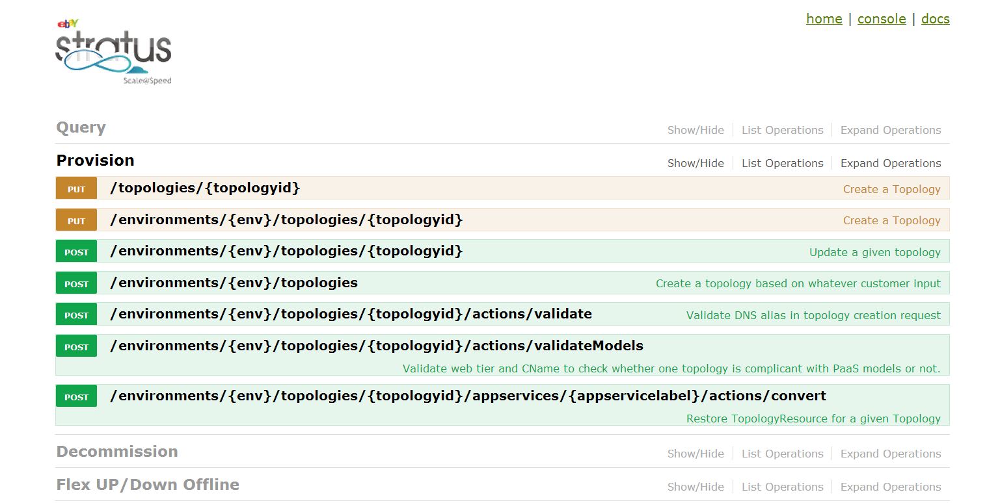 home | console | docs
ebay
stratus
Scale@Speed
Query Show/Hide List Operations Expand Operations
Provision Show/Hide List Operations Expand Operations
PUT /topologies/{topologyid} Create a Topology
PUT /environments/{env}/topologies/{topologyid} Create a Topology
POST /environments/{env}/topologies/{topologyid} Update a given topology
POST /environments/{env}/topologies Create a topology based on whatever customer input
POST /environments/{env}/topologies/{topologyid}/actions/validate Validate DNS alias in topology creation request
POST /environments/{env}/topologies/{topologyid}/actions/validateModels
Validate web tier and CName to check whether one topology is complicant with PaaS models or not.
POST /environments/{env}/topologies/{topologyid}/appservices/{appservicelabel}/actions/convert
Restore TopologyResource for a given Topology
Decommission Show/Hide List Operations Expand Operations
Flex UP/Down Offline Show/Hide List Operations Expand Operations